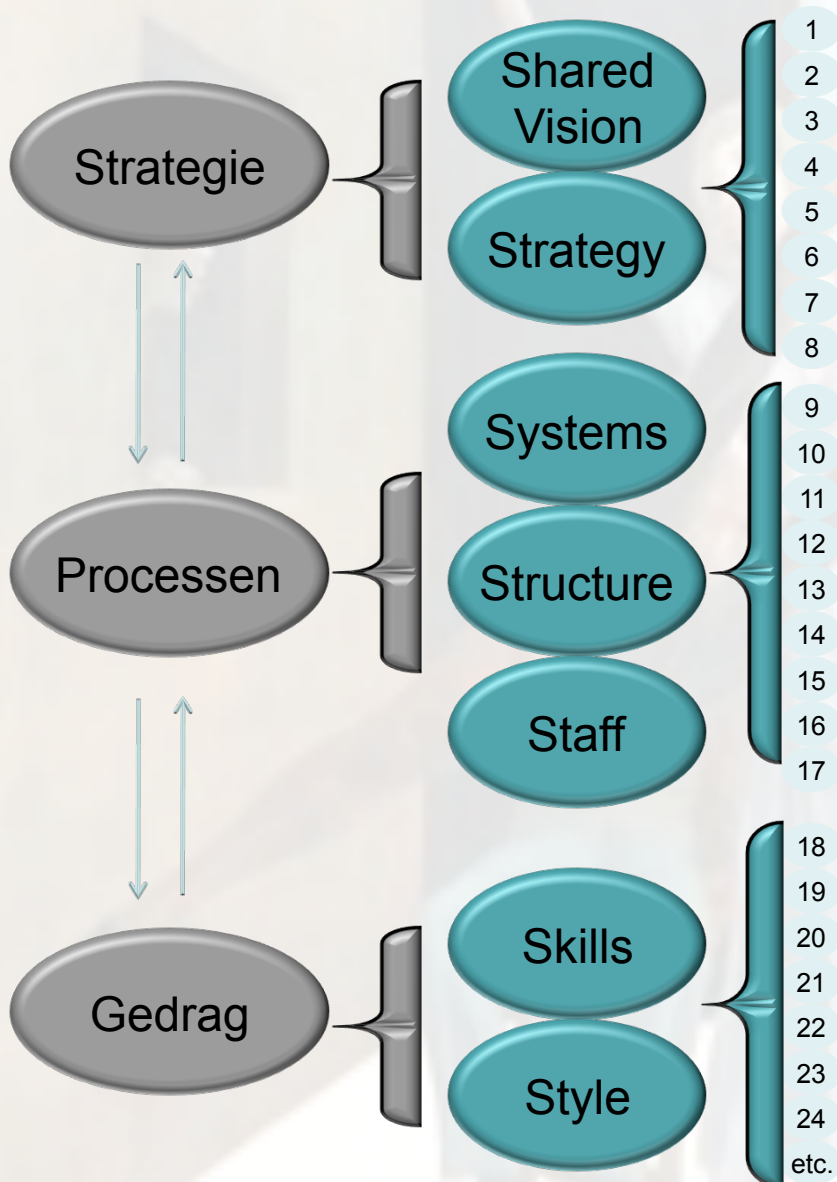 Strategie
Processen
Gedrag
Shared
Vision
Strategy
Systems
Structure
Staff
Skills
Style
1
2
3
4
5
6
7
8
9
10
11
12
13
14
15
16
17
18
19
20
21
22
23
24
etc.